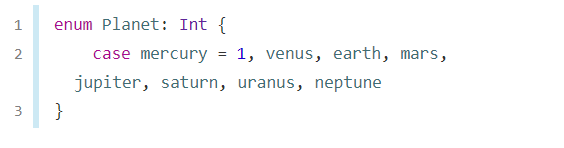 1 enum Planet: Int {
2 case mercury = 1, venus, earth, mars,
jupiter, saturn, uranus, neptune
3 }